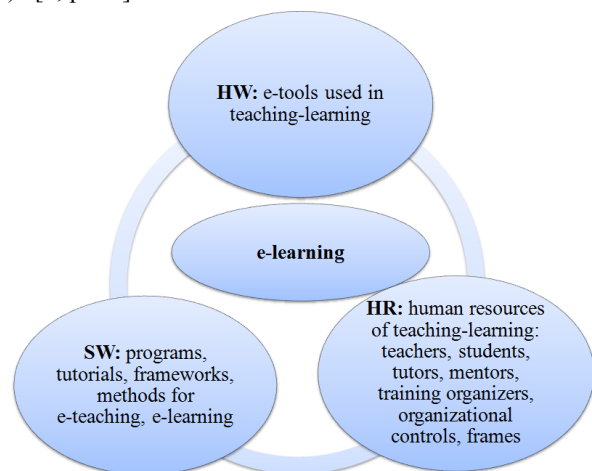 HW: e-tools used in
teaching-learning
e-learning
SW: programs,
tutorials, frameworks,
methods for
e-teaching, e-learning
HR: human resources
of teaching-learning:
teachers, students,
tutors, mentors,
training organizers,
organizational
controls, frames